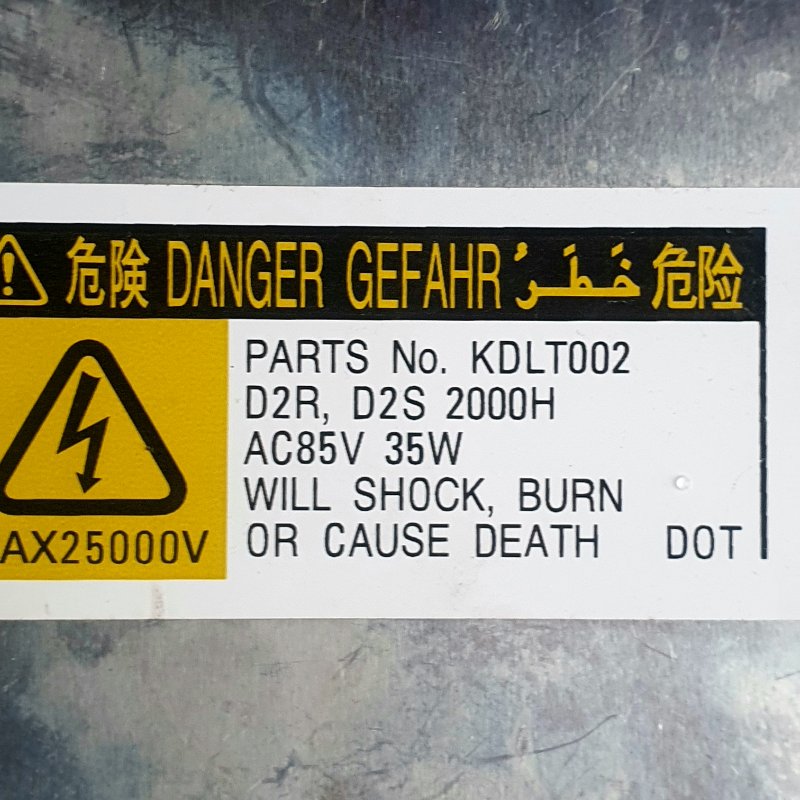 危険 DANGER GEFAHR خَطَرُ 危险
PARTS No. KDLT002
D2R, D2S 2000H
AC85V 35W
WILL SHOCK, BURN
OR CAUSE DEATH DOT
AX25000V